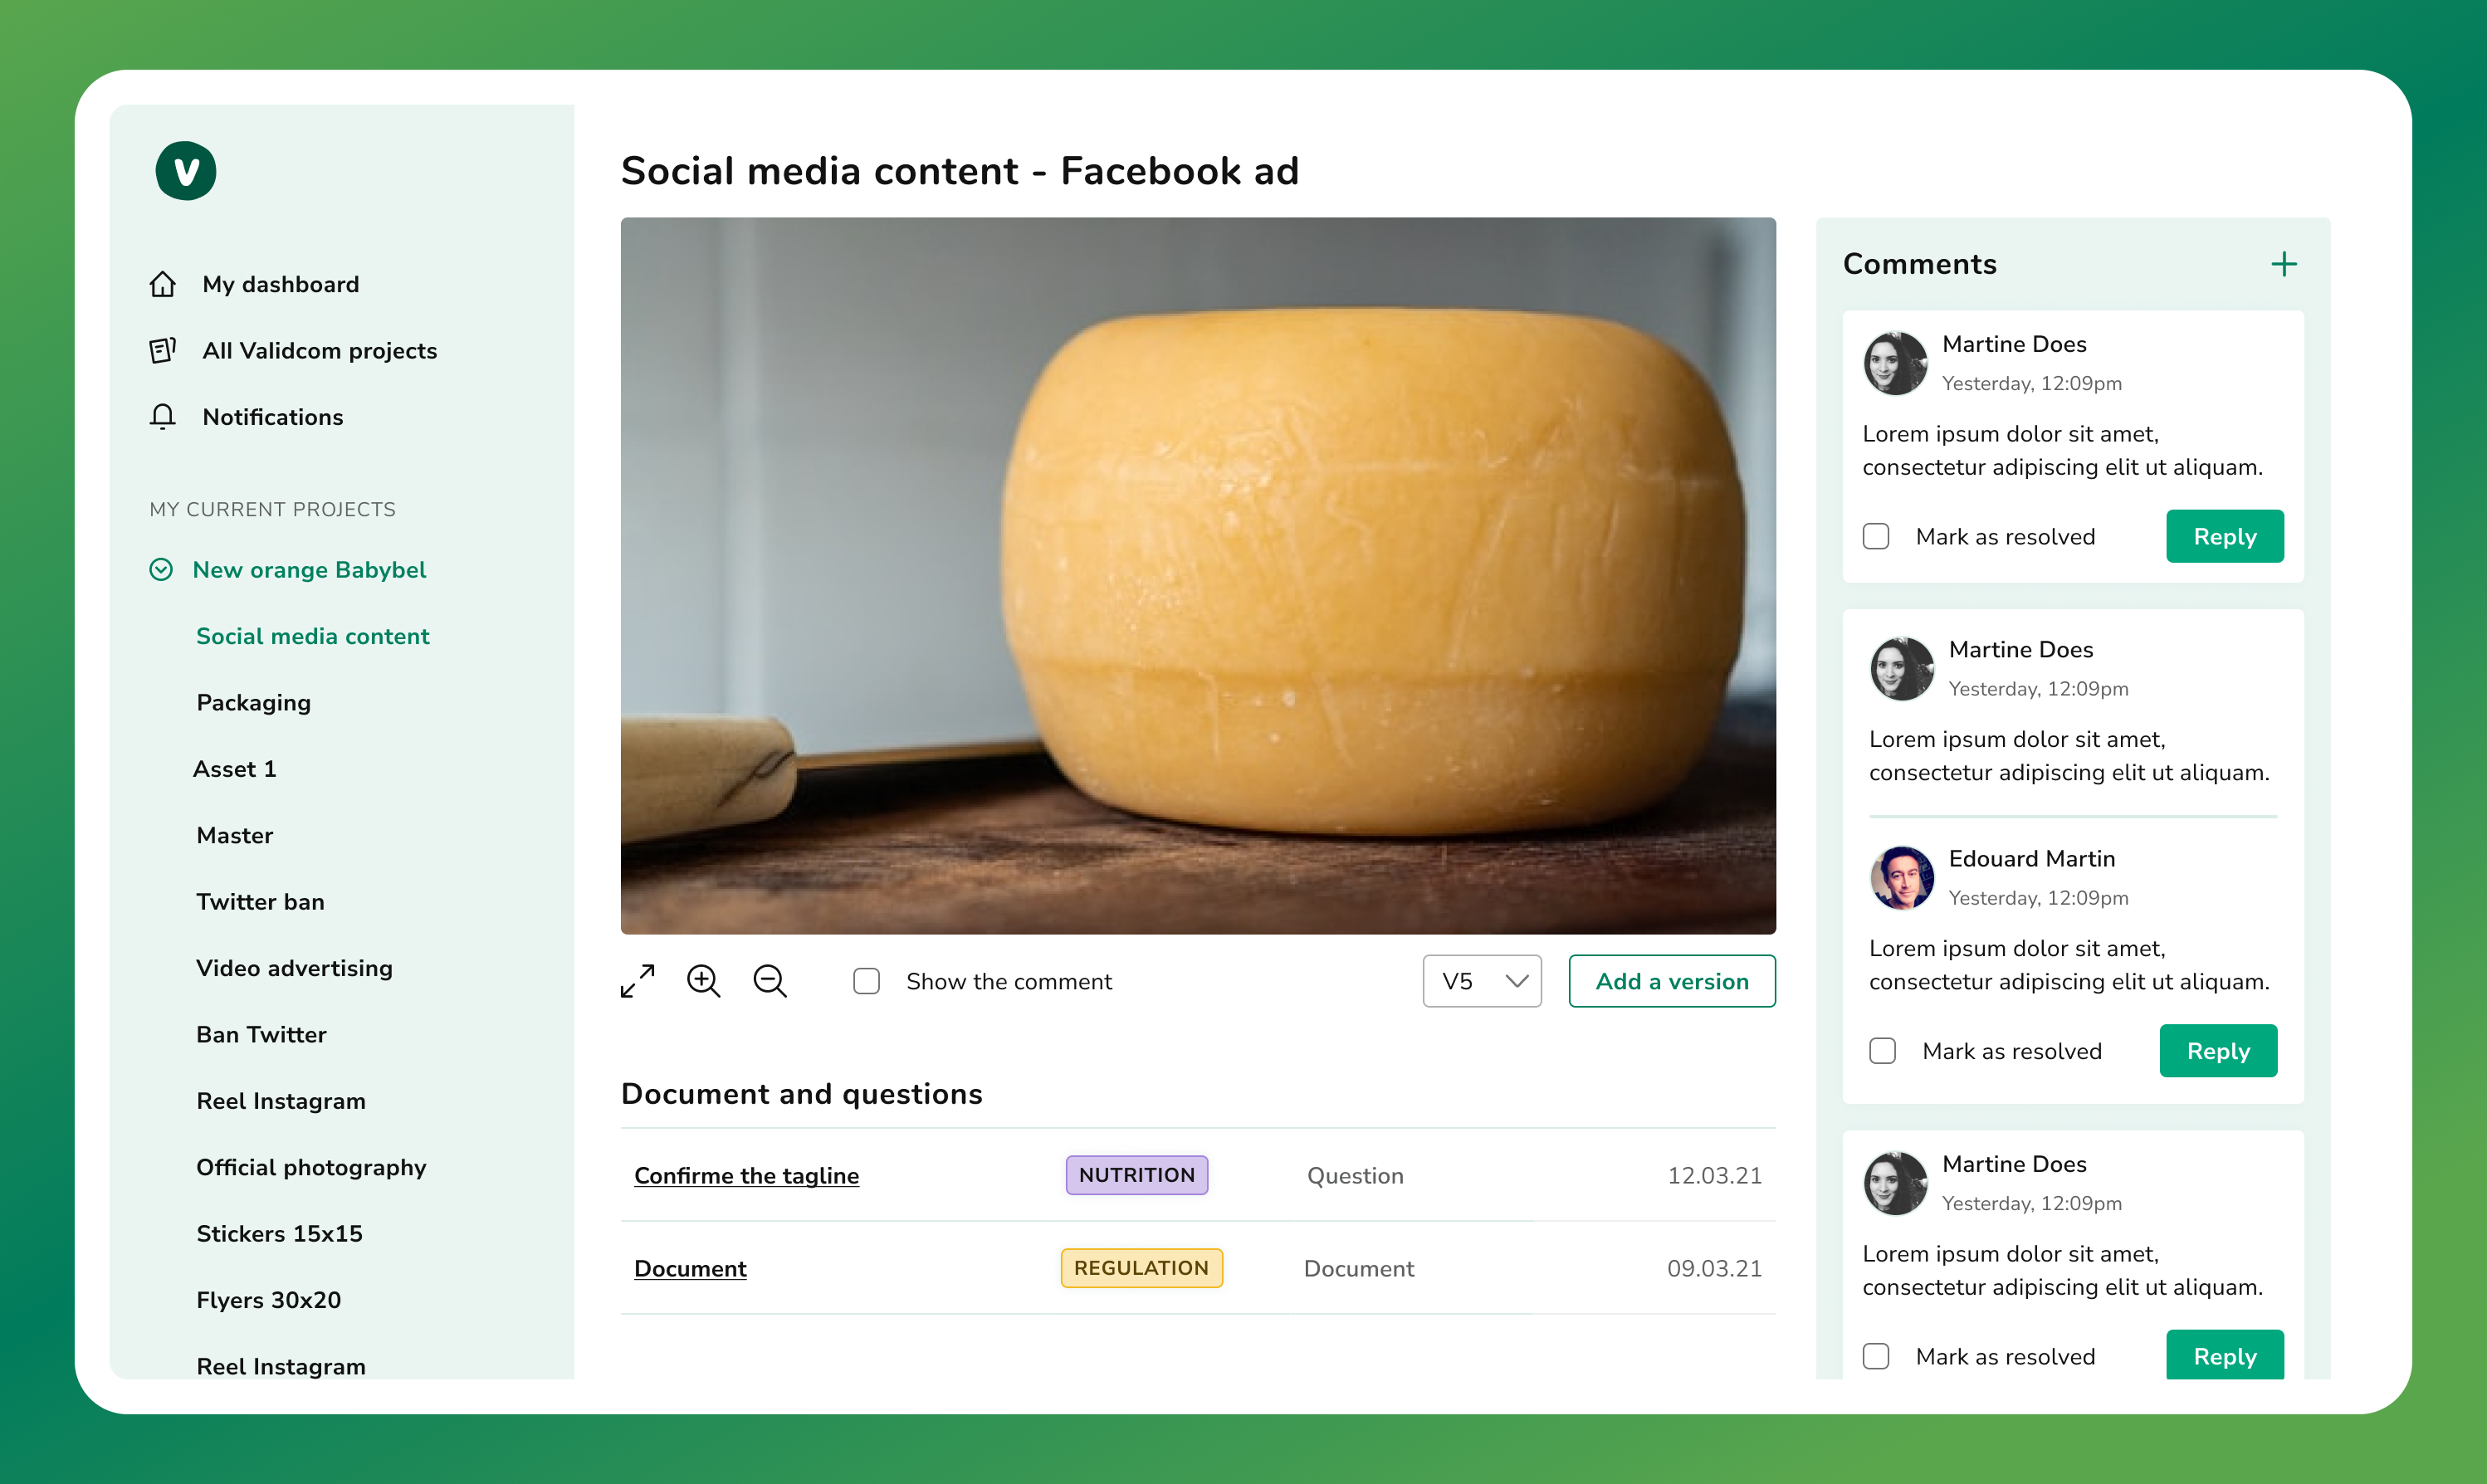 V
My dashboard
All Validcom projects
Notifications
MY CURRENT PROJECTS
New orange Babybel
Social media content
Packaging
Asset 1
Master
Twitter ban
Video advertising
Ban Twitter
Reel Instagram
Official photography
Stickers 15x15
Flyers 30x20
Reel Instagram
Social media content - Facebook ad
Show the comment
V5
Add a version
Document and questions
Confirme the tagline NUTRITION Question 12.03.21
Document REGULATION Document 09.03.21
Comments
Martine Does
Yesterday, 12:09pm
Lorem ipsum dolor sit amet,
consectetur adipiscing elit ut aliquam.
Mark as resolved Reply
Martine Does
Yesterday, 12:09pm
Lorem ipsum dolor sit amet,
consectetur adipiscing elit ut aliquam.
Edouard Martin
Yesterday, 12:09pm
Lorem ipsum dolor sit amet,
consectetur adipiscing elit ut aliquam.
Mark as resolved Reply
Martine Does
Yesterday, 12:09pm
Lorem ipsum dolor sit amet,
consectetur adipiscing elit ut aliquam.
Mark as resolved Reply